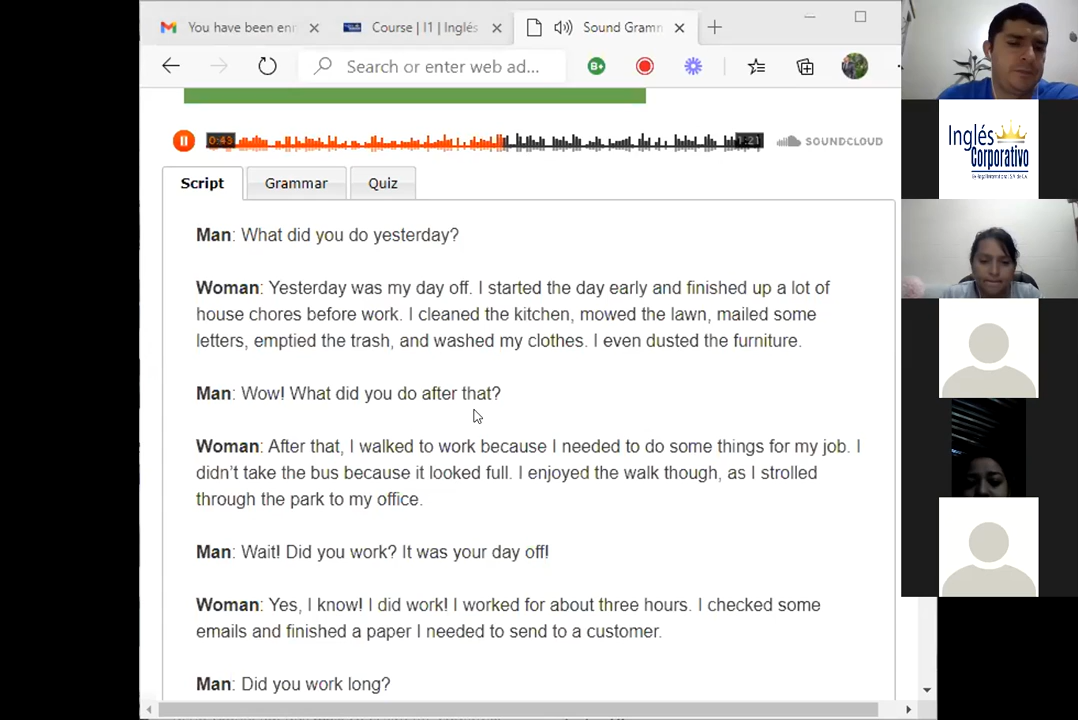 You have been enr
Course | I1 | Inglés
Sound Gramn
Search or enter web ad...
B+
0:43
1:21
SOUNDCLOUD
Script
Grammar
Quiz
Man: What did you do yesterday?
Woman: Yesterday was my day off. I started the day early and finished up a lot of
house chores before work. I cleaned the kitchen, mowed the lawn, mailed some
letters, emptied the trash, and washed my clothes. I even dusted the furniture.
Man: Wow! What did you do after that?
Woman: After that, I walked to work because I needed to do some things for my job. I
didn’t take the bus because it looked full. I enjoyed the walk though, as I strolled
through the park to my office.
Man: Wait! Did you work? It was your day off!
Woman: Yes, I know! I did work! I worked for about three hours. I checked some
emails and finished a paper I needed to send to a customer.
Man: Did you work long?
Inglés
Corporativo